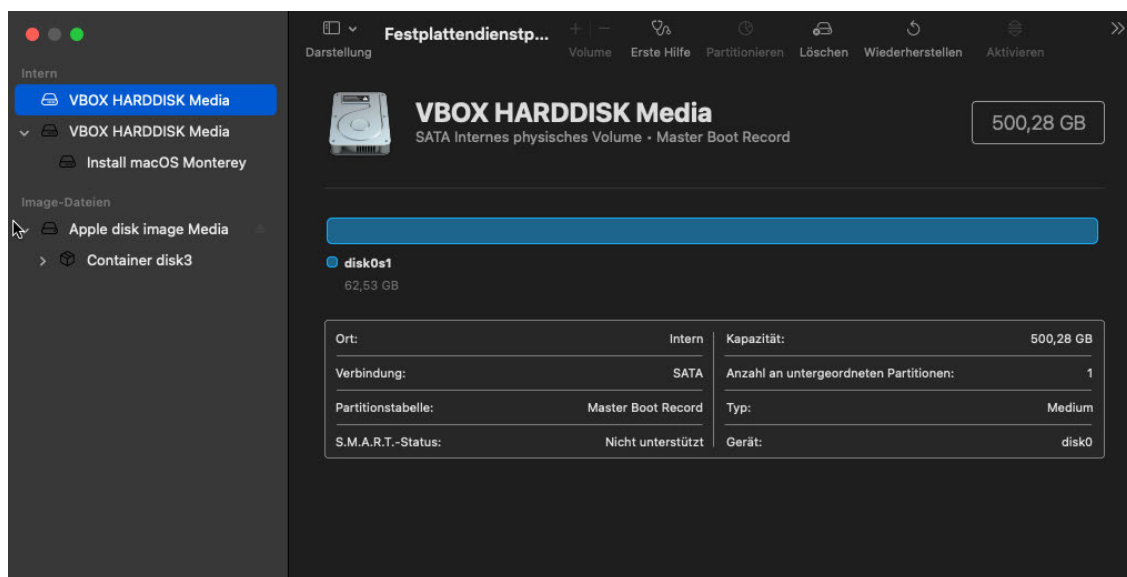 Festplattendienstp...
Darstellung
Volume
Erste Hilfe
Partitionieren
Löschen
Wiederherstellen
Aktivieren
Intern
VBOX HARDDISK Media
VBOX HARDDISK Media
Install macOS Monterey
Image-Dateien
Apple disk image Media
Container disk3
VBOX HARDDISK Media
SATA Internes physisches Volume • Master Boot Record
500,28 GB
disk0s1
62,53 GB
Ort: Intern
Kapazität: 500,28 GB
Verbindung: SATA
Anzahl an untergeordneten Partitionen: 1
Partitionstabelle: Master Boot Record
Typ: Medium
S.M.A.R.T.-Status: Nicht unterstützt
Gerät: disk0